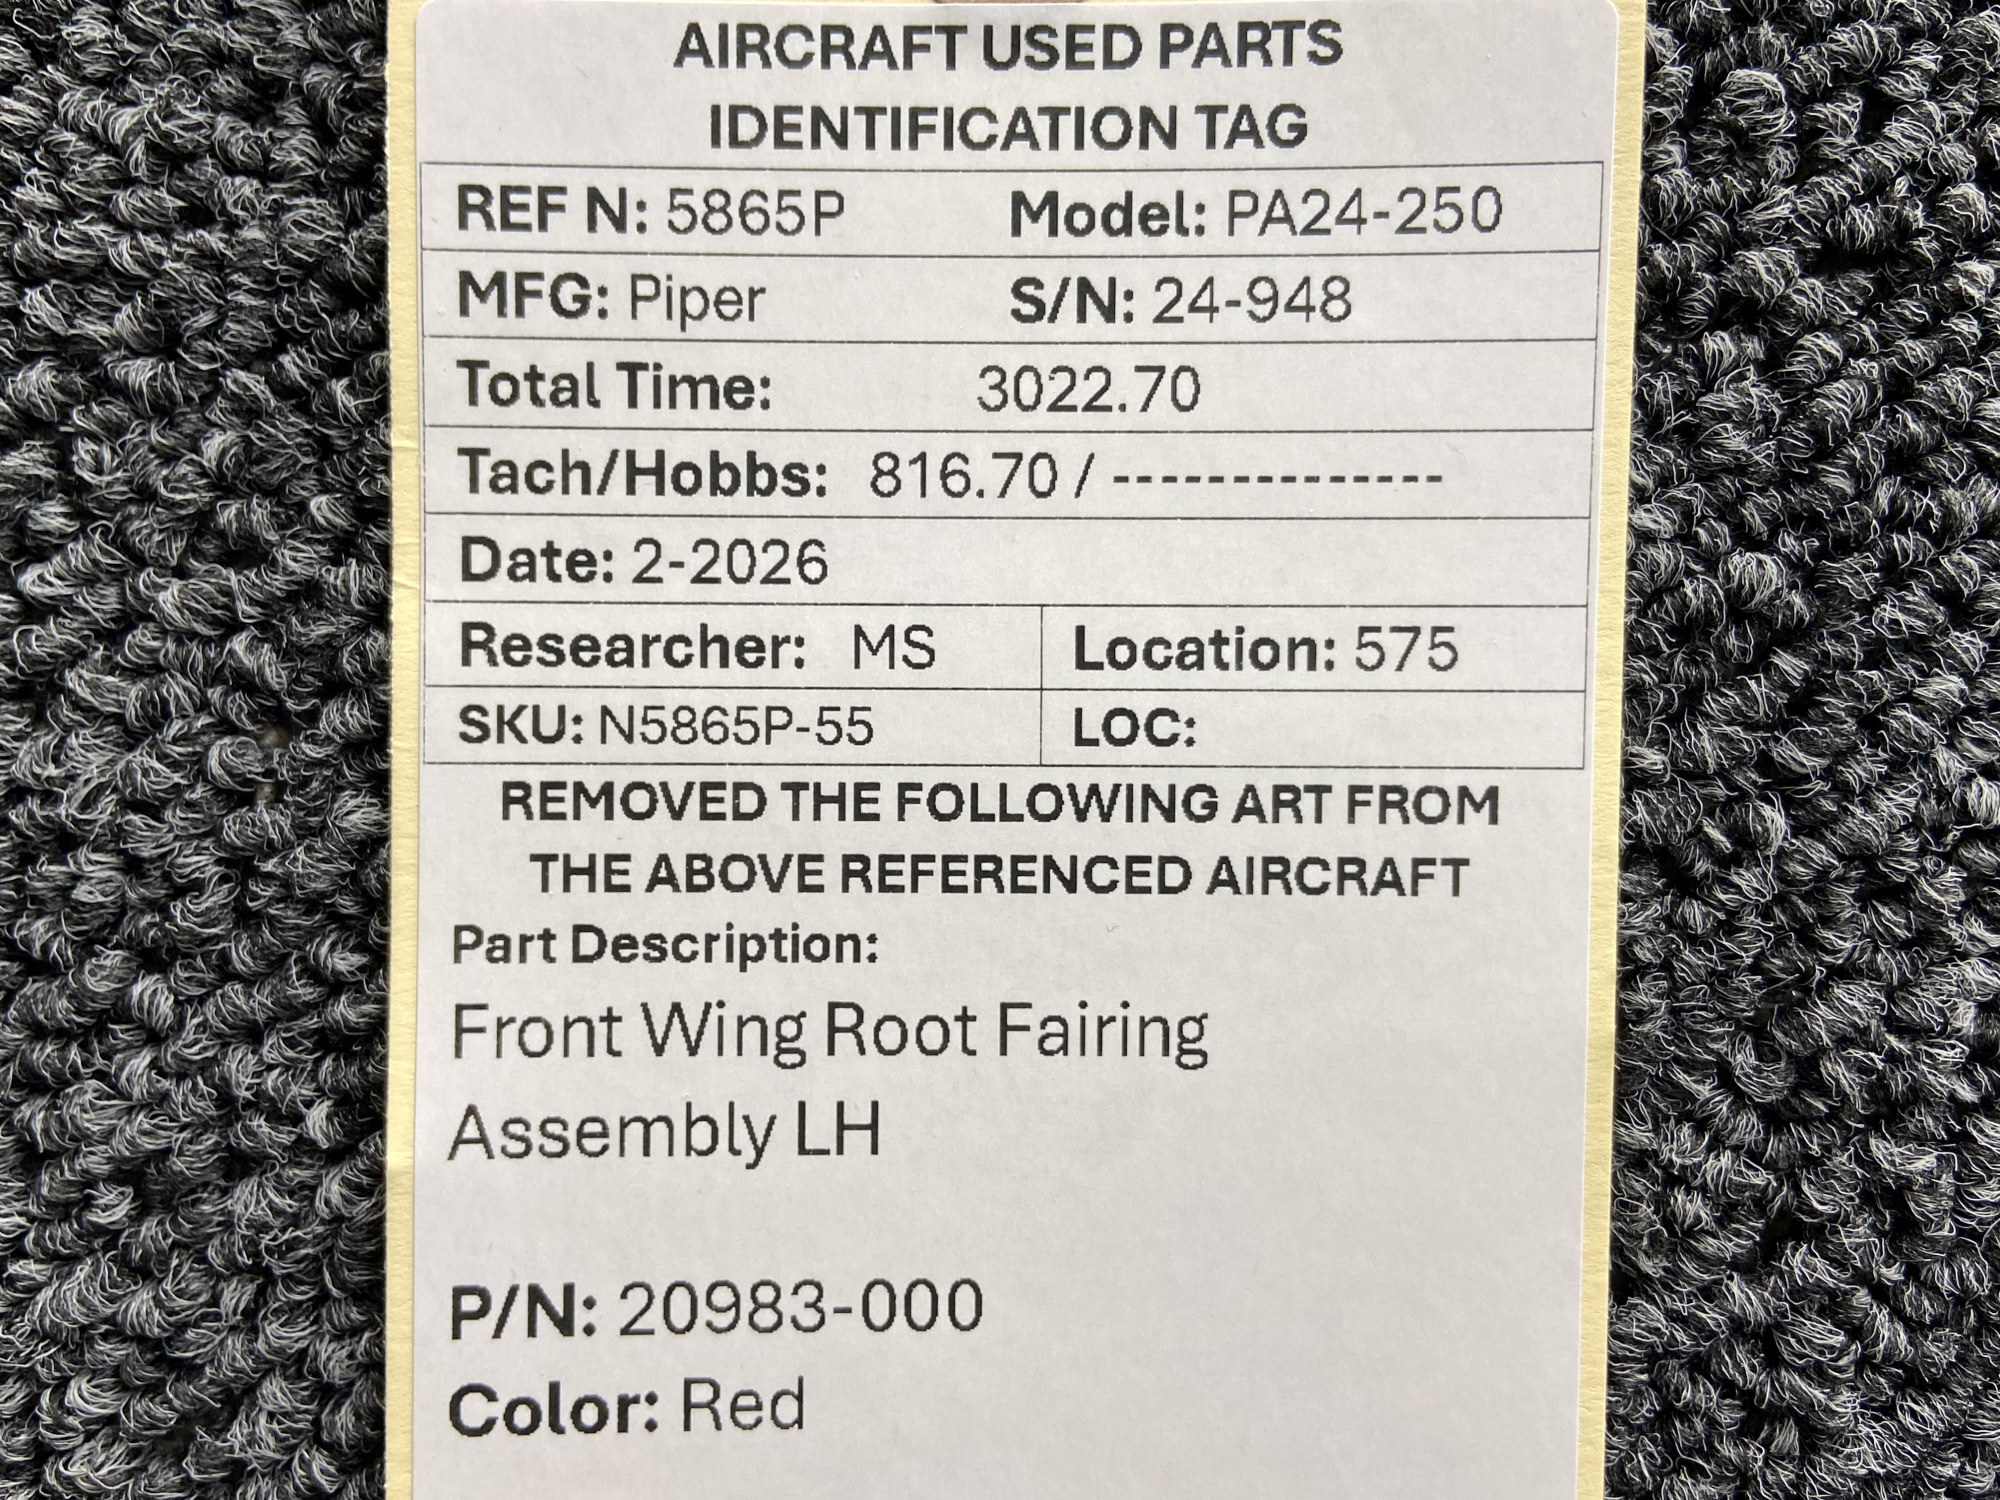 AIRCRAFT USED PARTS
IDENTIFICATION TAG
REF N: 5865P Model: PA24-250
MFG: Piper S/N: 24-948
Total Time: 3022.70
Tach/Hobbs: 816.70 / --------------
Date: 2-2026
Researcher: MS Location: 575
SKU: N5865P-55 LOC:
REMOVED THE FOLLOWING ART FROM
THE ABOVE REFERENCED AIRCRAFT
Part Description:
Front Wing Root Fairing
Assembly LH
P/N: 20983-000
Color: Red